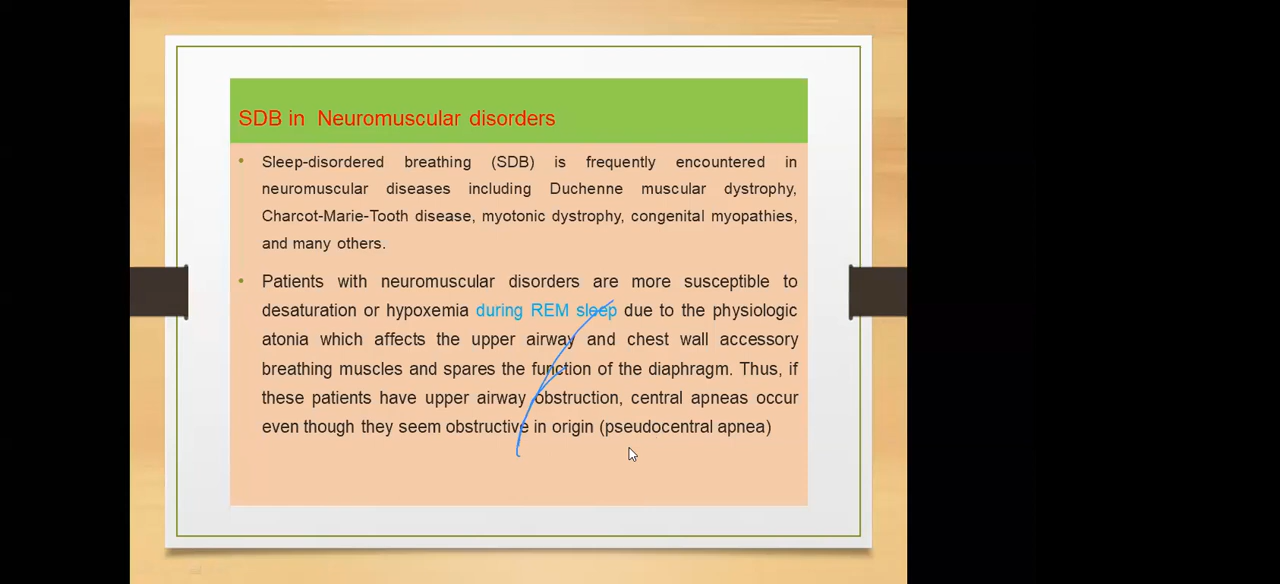 SDB in Neuromuscular disorders
• Sleep-disordered breathing (SDB) is frequently encountered in
neuromuscular diseases including Duchenne muscular dystrophy,
Charcot-Marie-Tooth disease, myotonic dystrophy, congenital myopathies,
and many others.
• Patients with neuromuscular disorders are more susceptible to
desaturation or hypoxemia during REM sleep due to the physiologic
atonia which affects the upper airway and chest wall accessory
breathing muscles and spares the function of the diaphragm. Thus, if
these patients have upper airway obstruction, central apneas occur
even though they seem obstructive in origin (pseudocentral apnea)